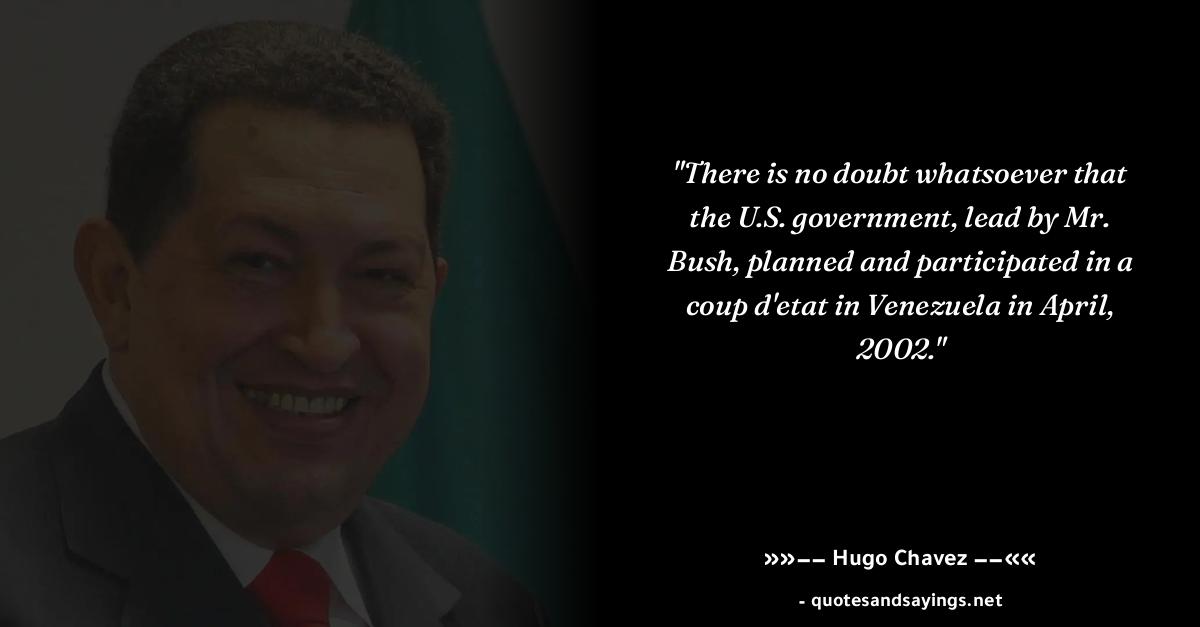 "There is no doubt whatsoever that
the U.S. government, lead by Mr.
Bush, planned and participated in a
coup d'etat in Venezuela in April,
2002."
»»–– Hugo Chavez ––««
- quotesandsayings.net